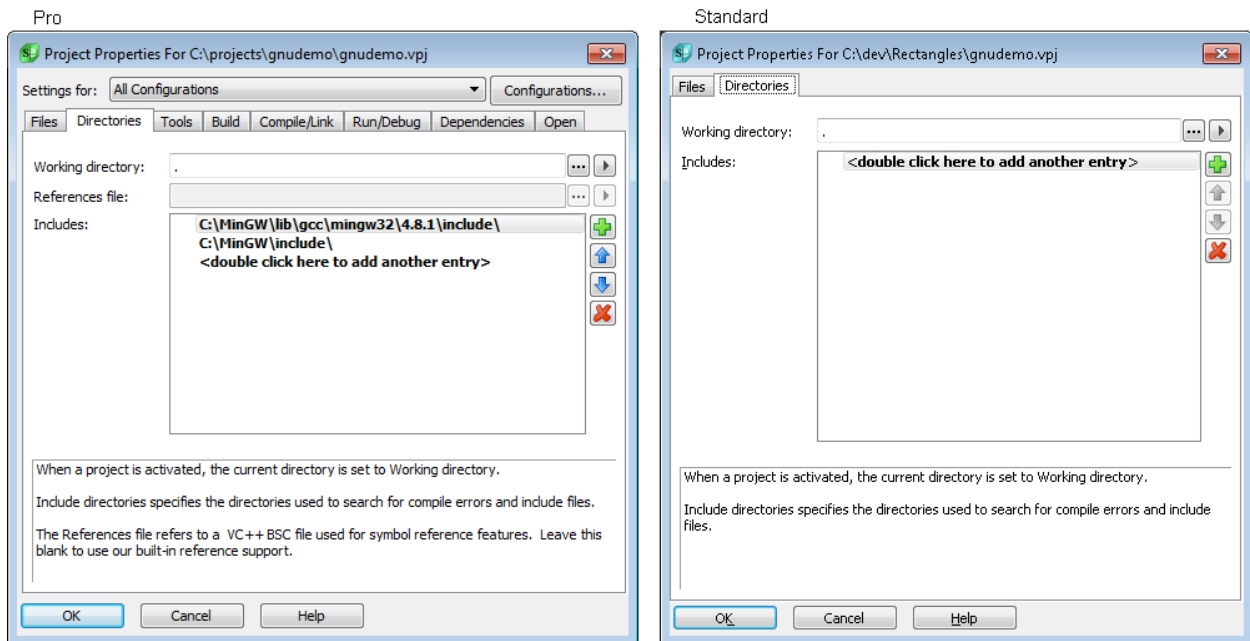 Pro
Project Properties For C:\projects\gnudemo\gnudemo.vpj
Settings for: All Configurations Configurations...
Files Directories Tools Build Compile/Link Run/Debug Dependencies Open
Working directory: . ...
References file: ...
Includes: C:\MinGW\lib\gcc\mingw32\4.8.1\include\
C:\MinGW\include\
<double click here to add another entry>
When a project is activated, the current directory is set to Working directory.
Include directories specifies the directories used to search for compile errors and include files.
The References file refers to a VC++ BSC file used for symbol reference features. Leave this
blank to use our built-in reference support.
OK Cancel Help
Standard
Project Properties For C:\dev\Rectangles\gnudemo.vpj
Files Directories
Working directory: . ...
Includes: <double click here to add another entry>
When a project is activated, the current directory is set to Working directory.
Include directories specifies the directories used to search for compile errors and include
files.
OK Cancel Help